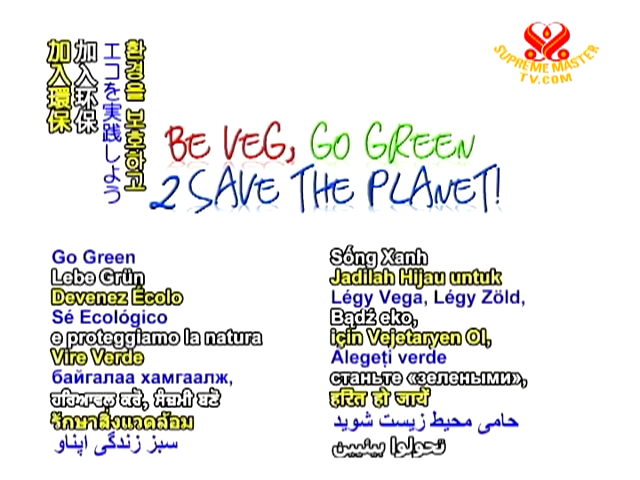 加入環保
加入环保
エコを実践しよう
환경을 보호하고
SUPREME MASTER
TV.COM
BE VEG, GO GREEN
2 SAVE THE PLANET!
Go Green
Lebe Grün
Devenez Écolo
Sé Ecológico
e proteggiamo la natura
Vire Verde
байгалаа хамгаалж,
ਹਰਿਆਵਲ ਕਰੋ, ਸੰਜਮੀ ਬਣੋ
รักษาสิ่งแวดล้อม
سبز زندگی اپناو
Sống Xanh
Jadilah Hijau untuk
Légy Vega, Légy Zöld,
Bądź eko,
için Vejetaryen Ol,
Alegeţi verde
станьте «зелеными»,
हरित हो जायें
حامی محیط زیست شوید
تحولوا بيئيين